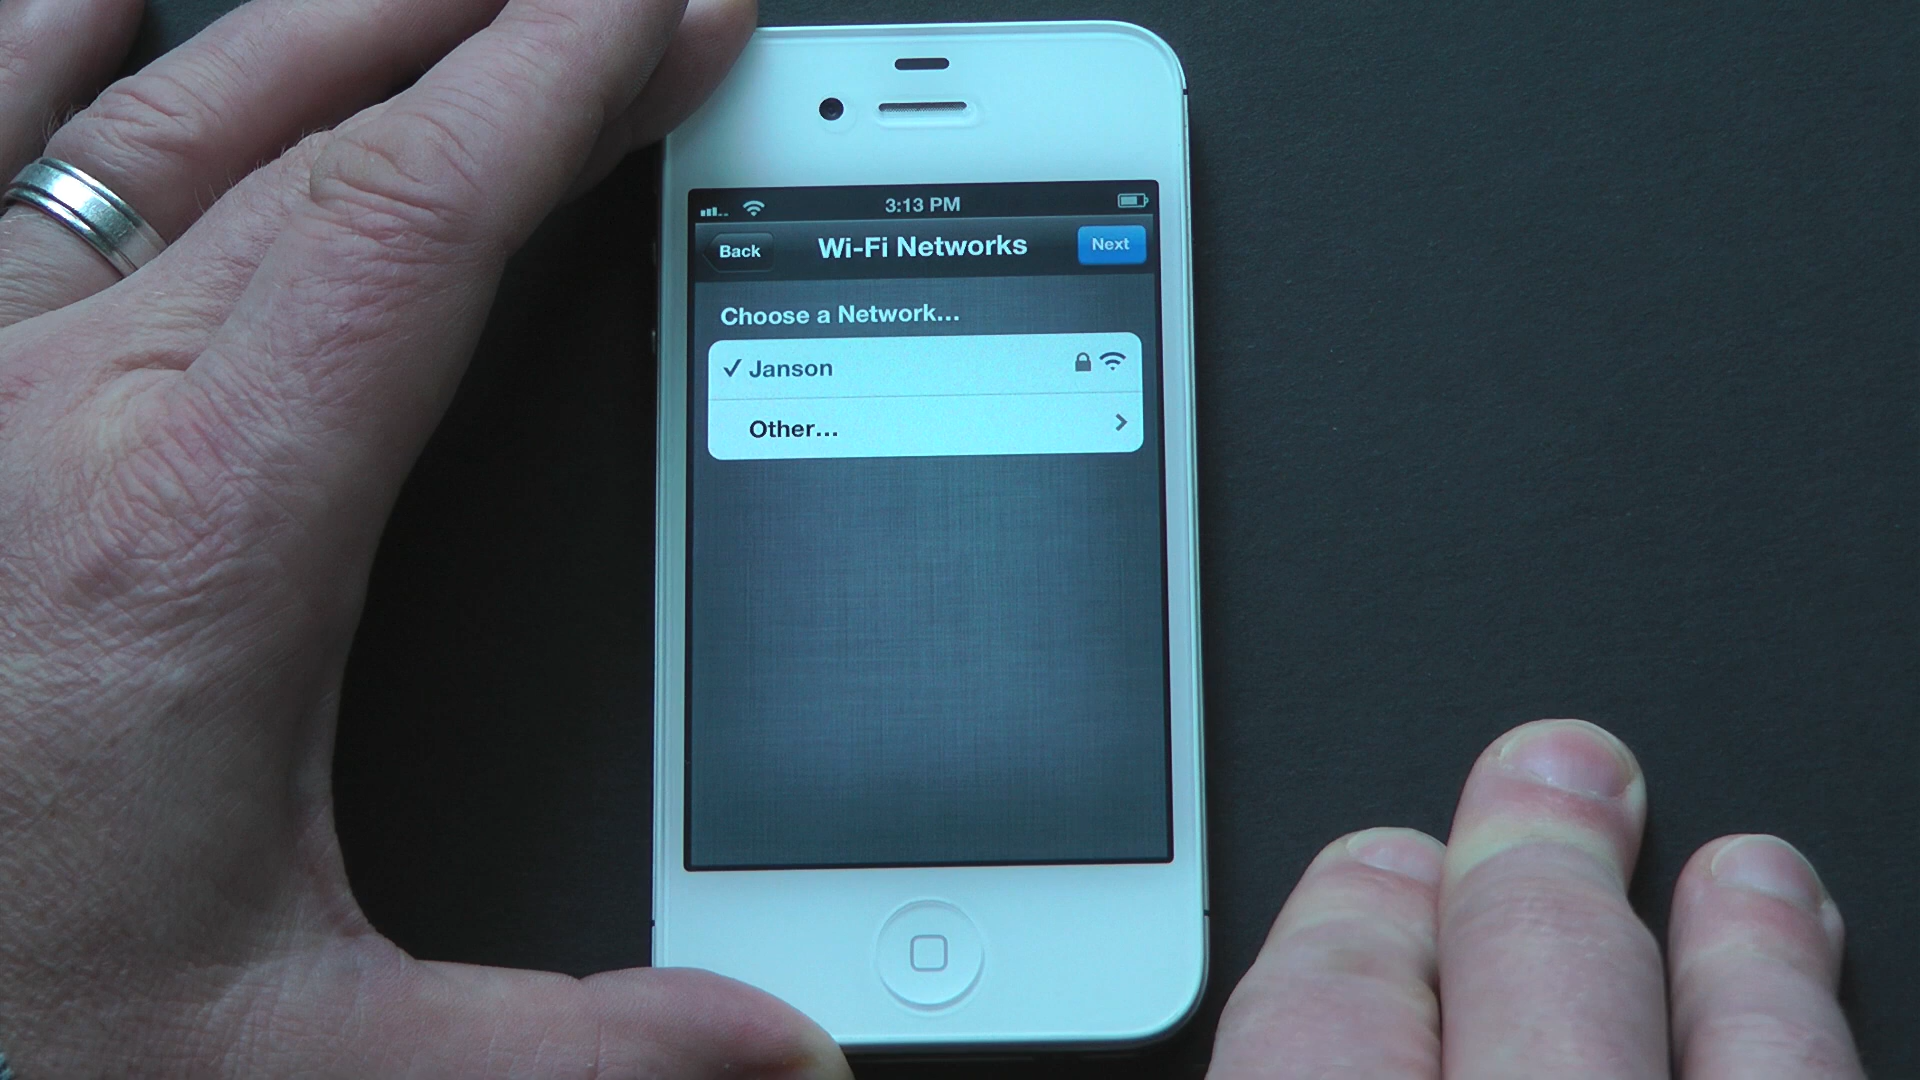 3:13 PM
Back Wi-Fi Networks Next
Choose a Network...
✓ Janson
Other...